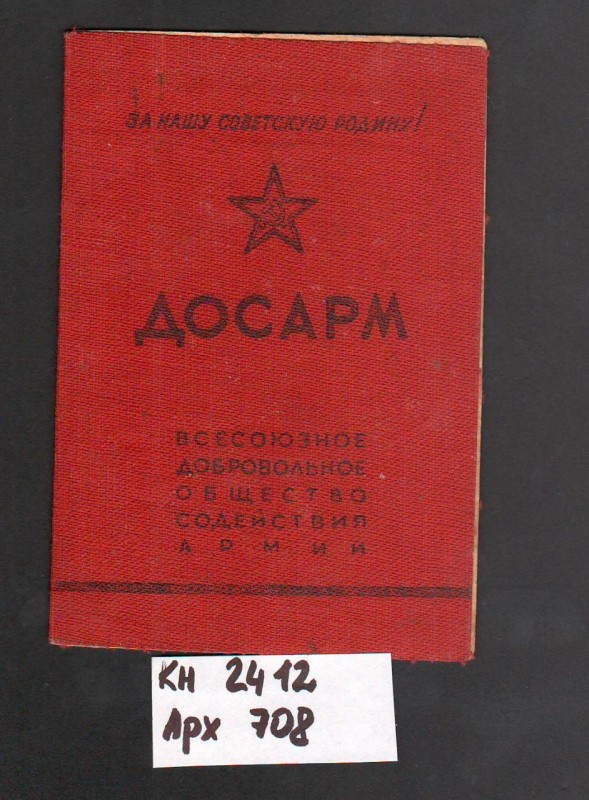 ЗА НАШУ СОВЕТСКУЮ РОДИНУ!
ДОСАРМ
ВСЕСОЮЗНОЕ
ДОБРОВОЛЬНОЕ
ОБЩЕСТВО
СОДЕЙСТВИЯ
АРМИИ
КН 2412
Арх 708